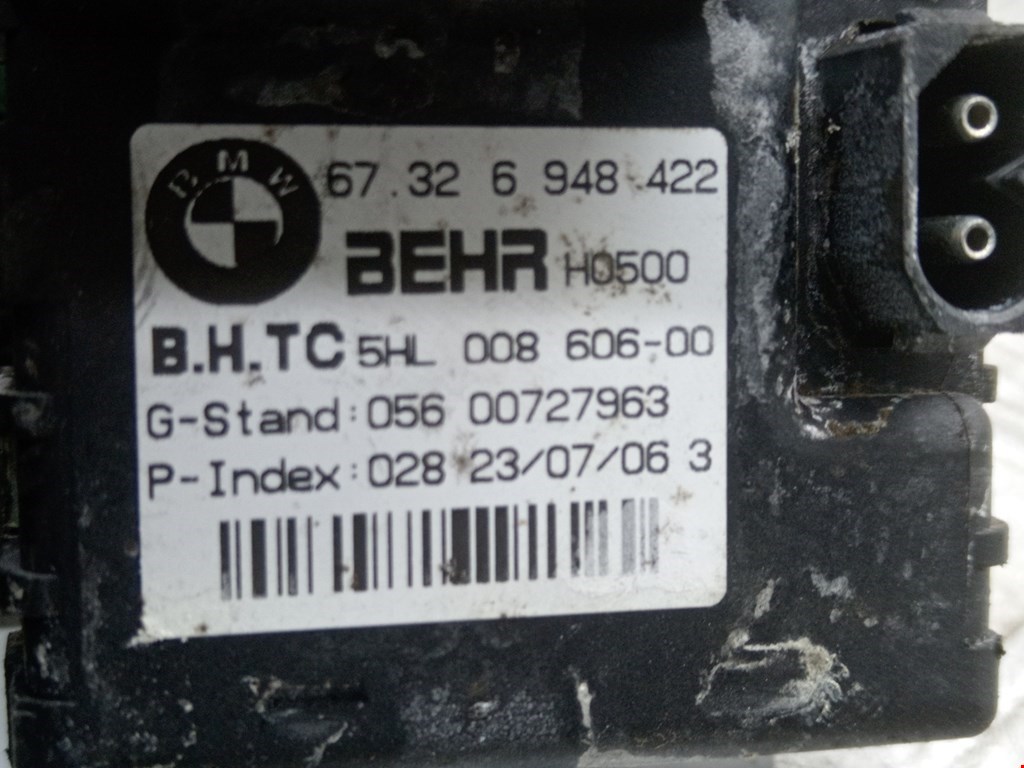 BMW
67.32 6 948 422
BEHR H0500
B.H.TC 5HL 008 606-00
G-Stand:056 00727963
P-Index:028 23/07/06 3